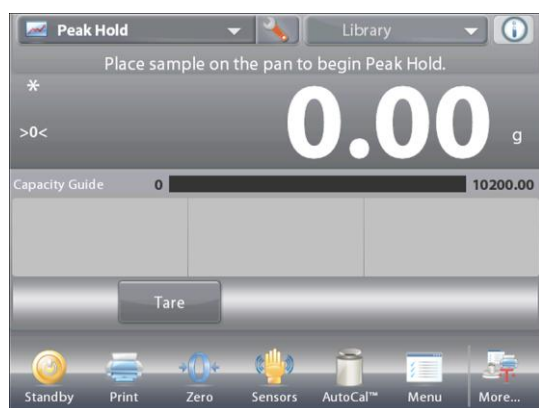 Peak Hold
Library
Place sample on the pan to begin Peak Hold.
*
>0<
0.00 g
Capacity Guide 0 10200.00
Tare
Standby Print Zero Sensors AutoCal™ Menu More...